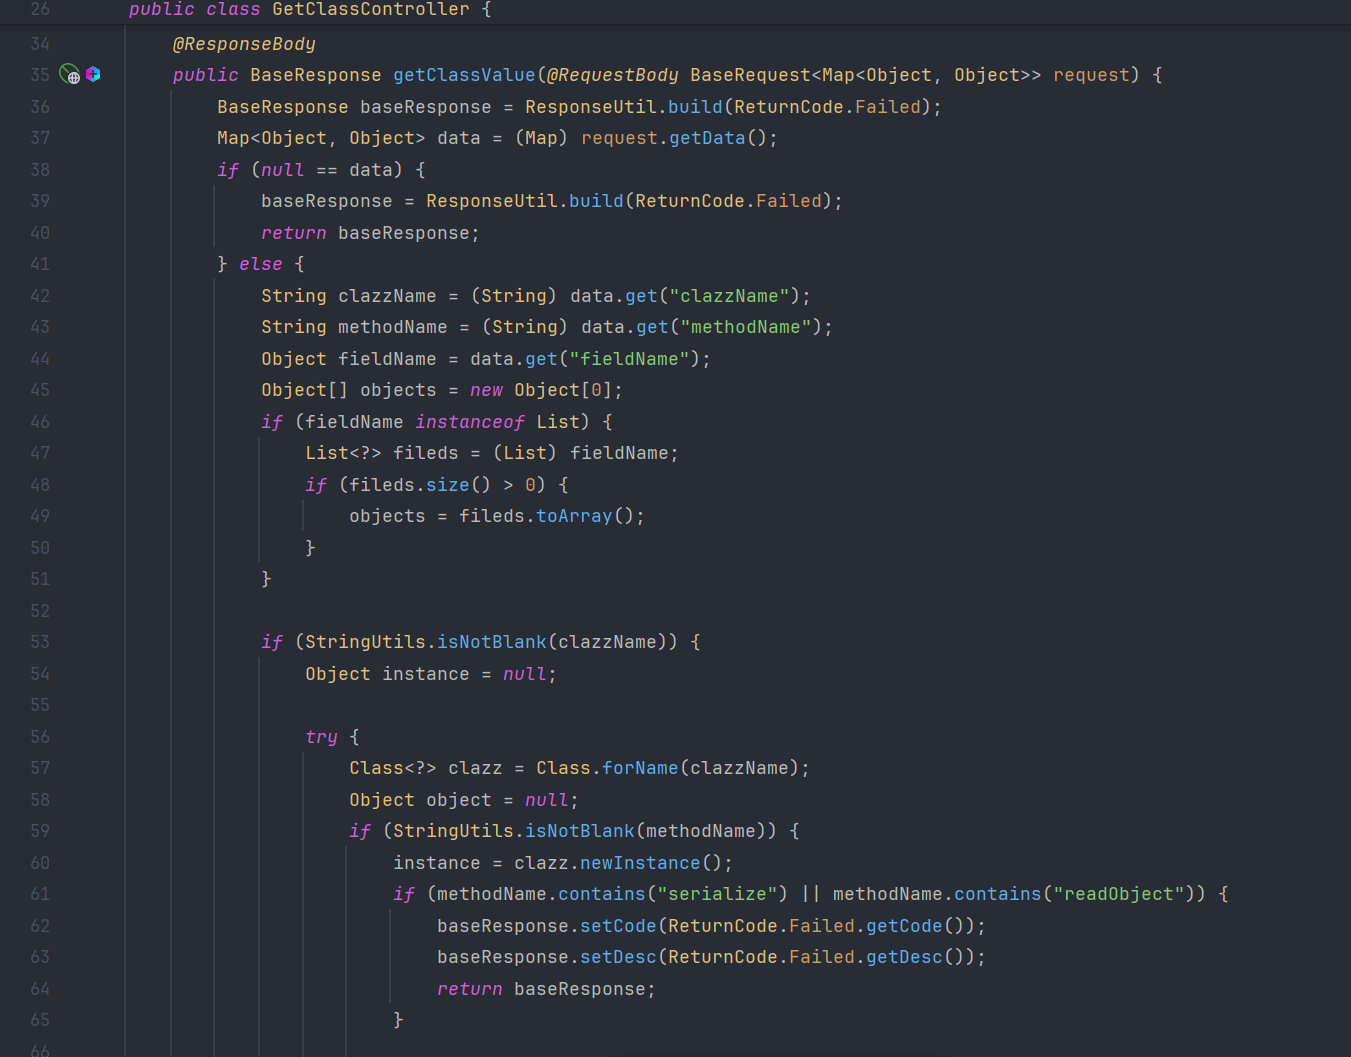 26 public class GetClassController {
34 @ResponseBody
35 public BaseResponse getClassValue(@RequestBody BaseRequest<Map<Object, Object>> request) {
36 BaseResponse baseResponse = ResponseUtil.build(ReturnCode.Failed);
37 Map<Object, Object> data = (Map) request.getData();
38 if (null == data) {
39 baseResponse = ResponseUtil.build(ReturnCode.Failed);
40 return baseResponse;
41 } else {
42 String clazzName = (String) data.get("clazzName");
43 String methodName = (String) data.get("methodName");
44 Object fieldName = data.get("fieldName");
45 Object[] objects = new Object[0];
46 if (fieldName instanceof List) {
47 List<?> fileds = (List) fieldName;
48 if (fileds.size() > 0) {
49 objects = fileds.toArray();
50 }
51 }
52
53 if (StringUtils.isNotBlank(clazzName)) {
54 Object instance = null;
55
56 try {
57 Class<?> clazz = Class.forName(clazzName);
58 Object object = null;
59 if (StringUtils.isNotBlank(methodName)) {
60 instance = clazz.newInstance();
61 if (methodName.contains("serialize") || methodName.contains("readObject")) {
62 baseResponse.setCode(ReturnCode.Failed.getCode());
63 baseResponse.setDesc(ReturnCode.Failed.getDesc());
64 return baseResponse;
65 }
66